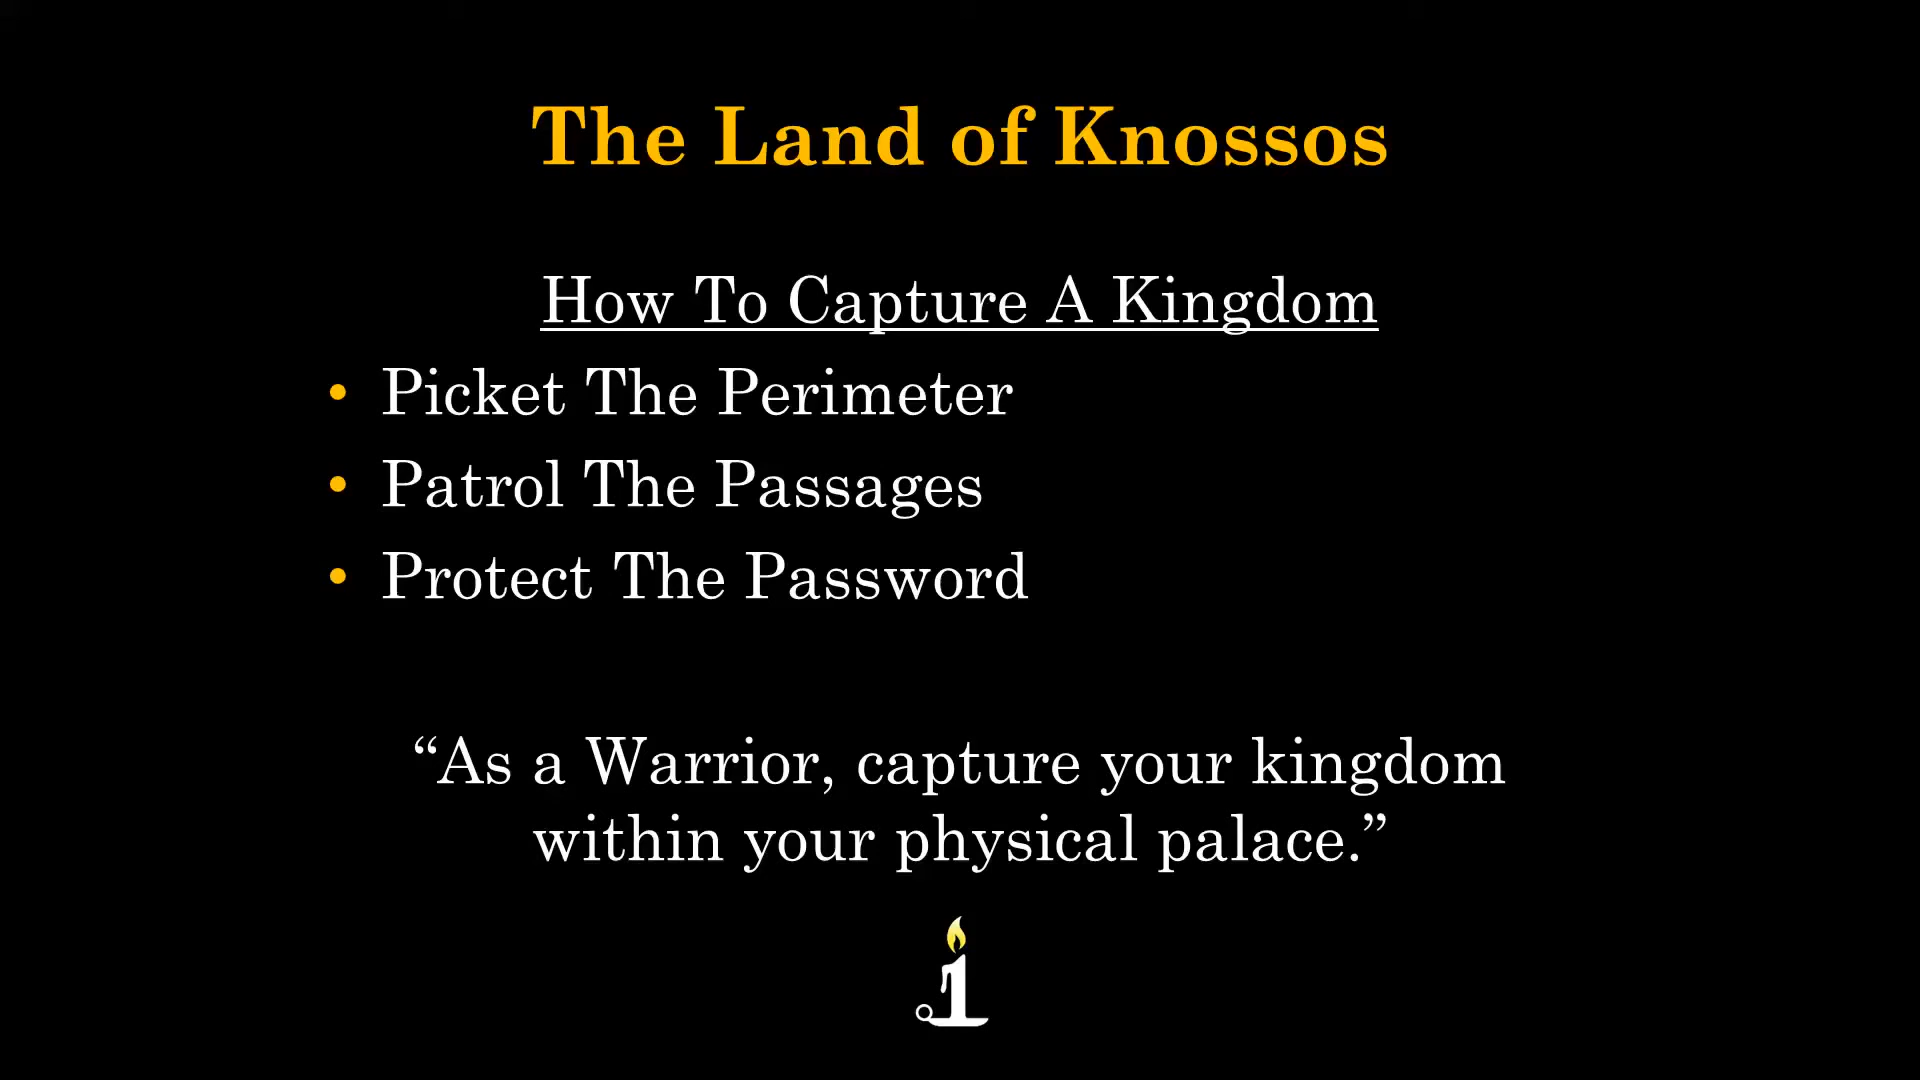 The Land of Knossos
How To Capture A Kingdom
• Picket The Perimeter
• Patrol The Passages
• Protect The Password
“As a Warrior, capture your kingdom
within your physical palace.”